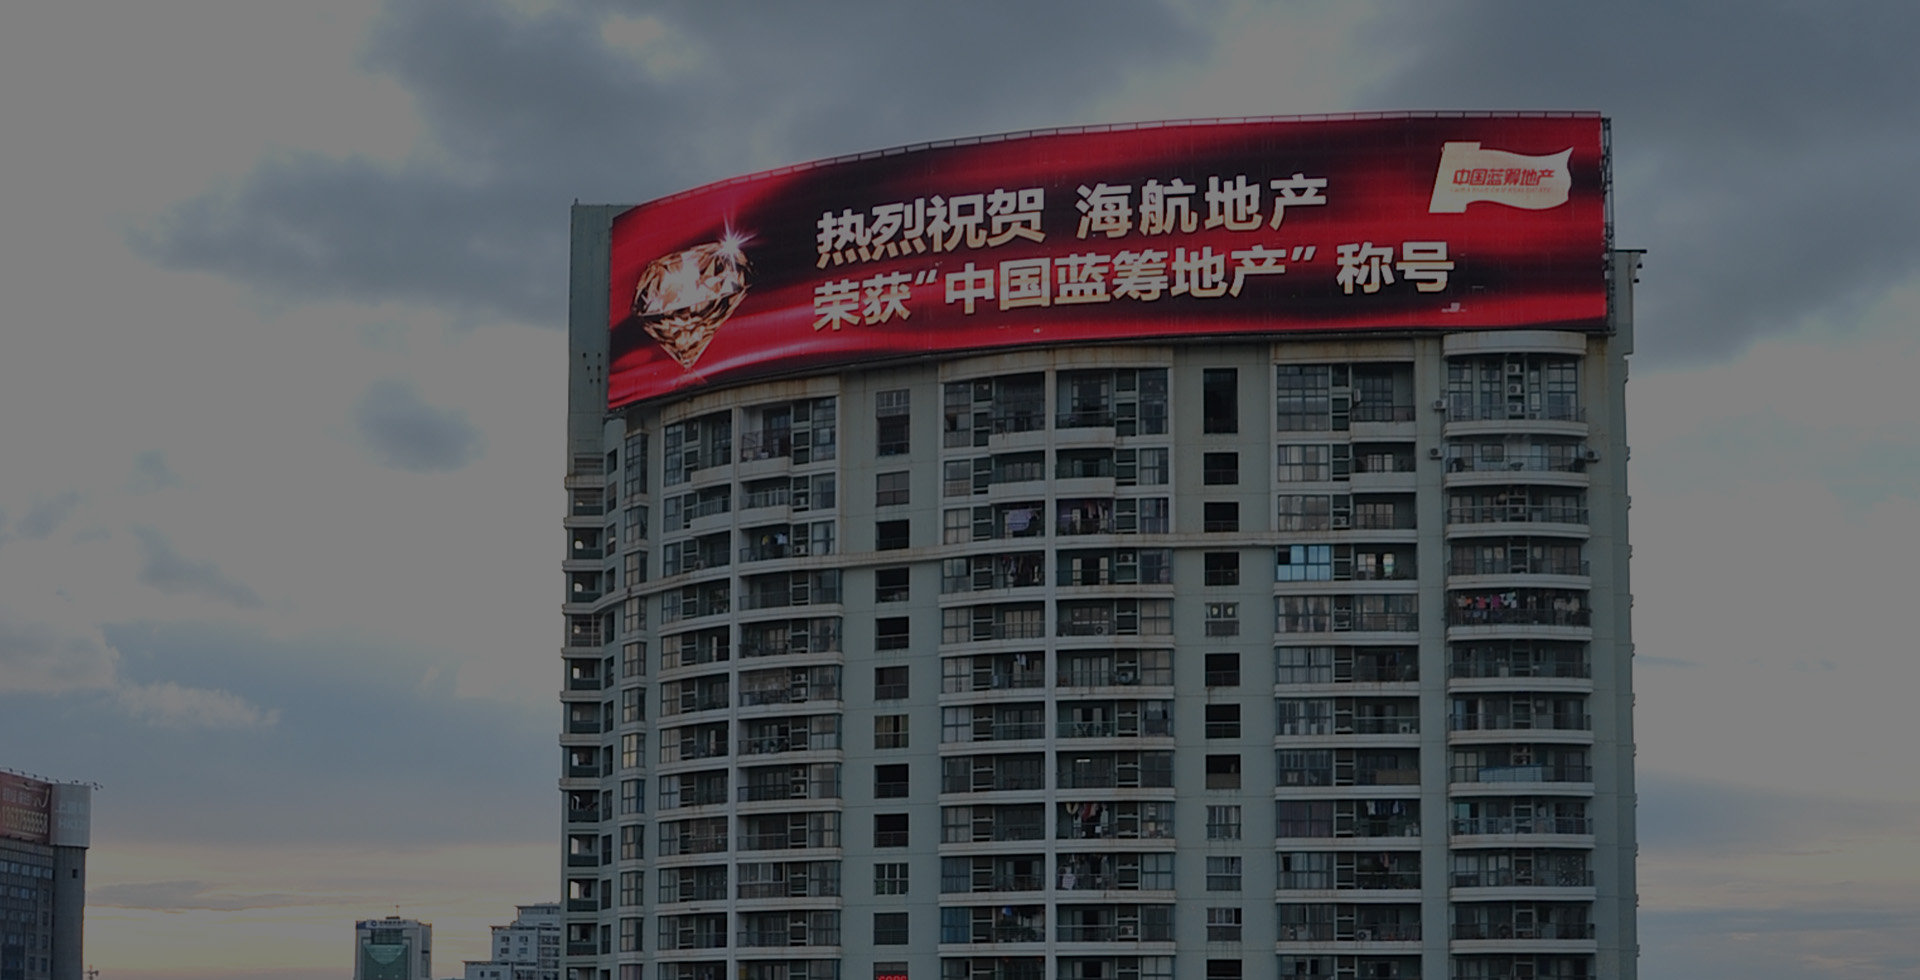 热烈祝贺 海航地产
荣获“中国蓝筹地产”称号
中国蓝筹地产